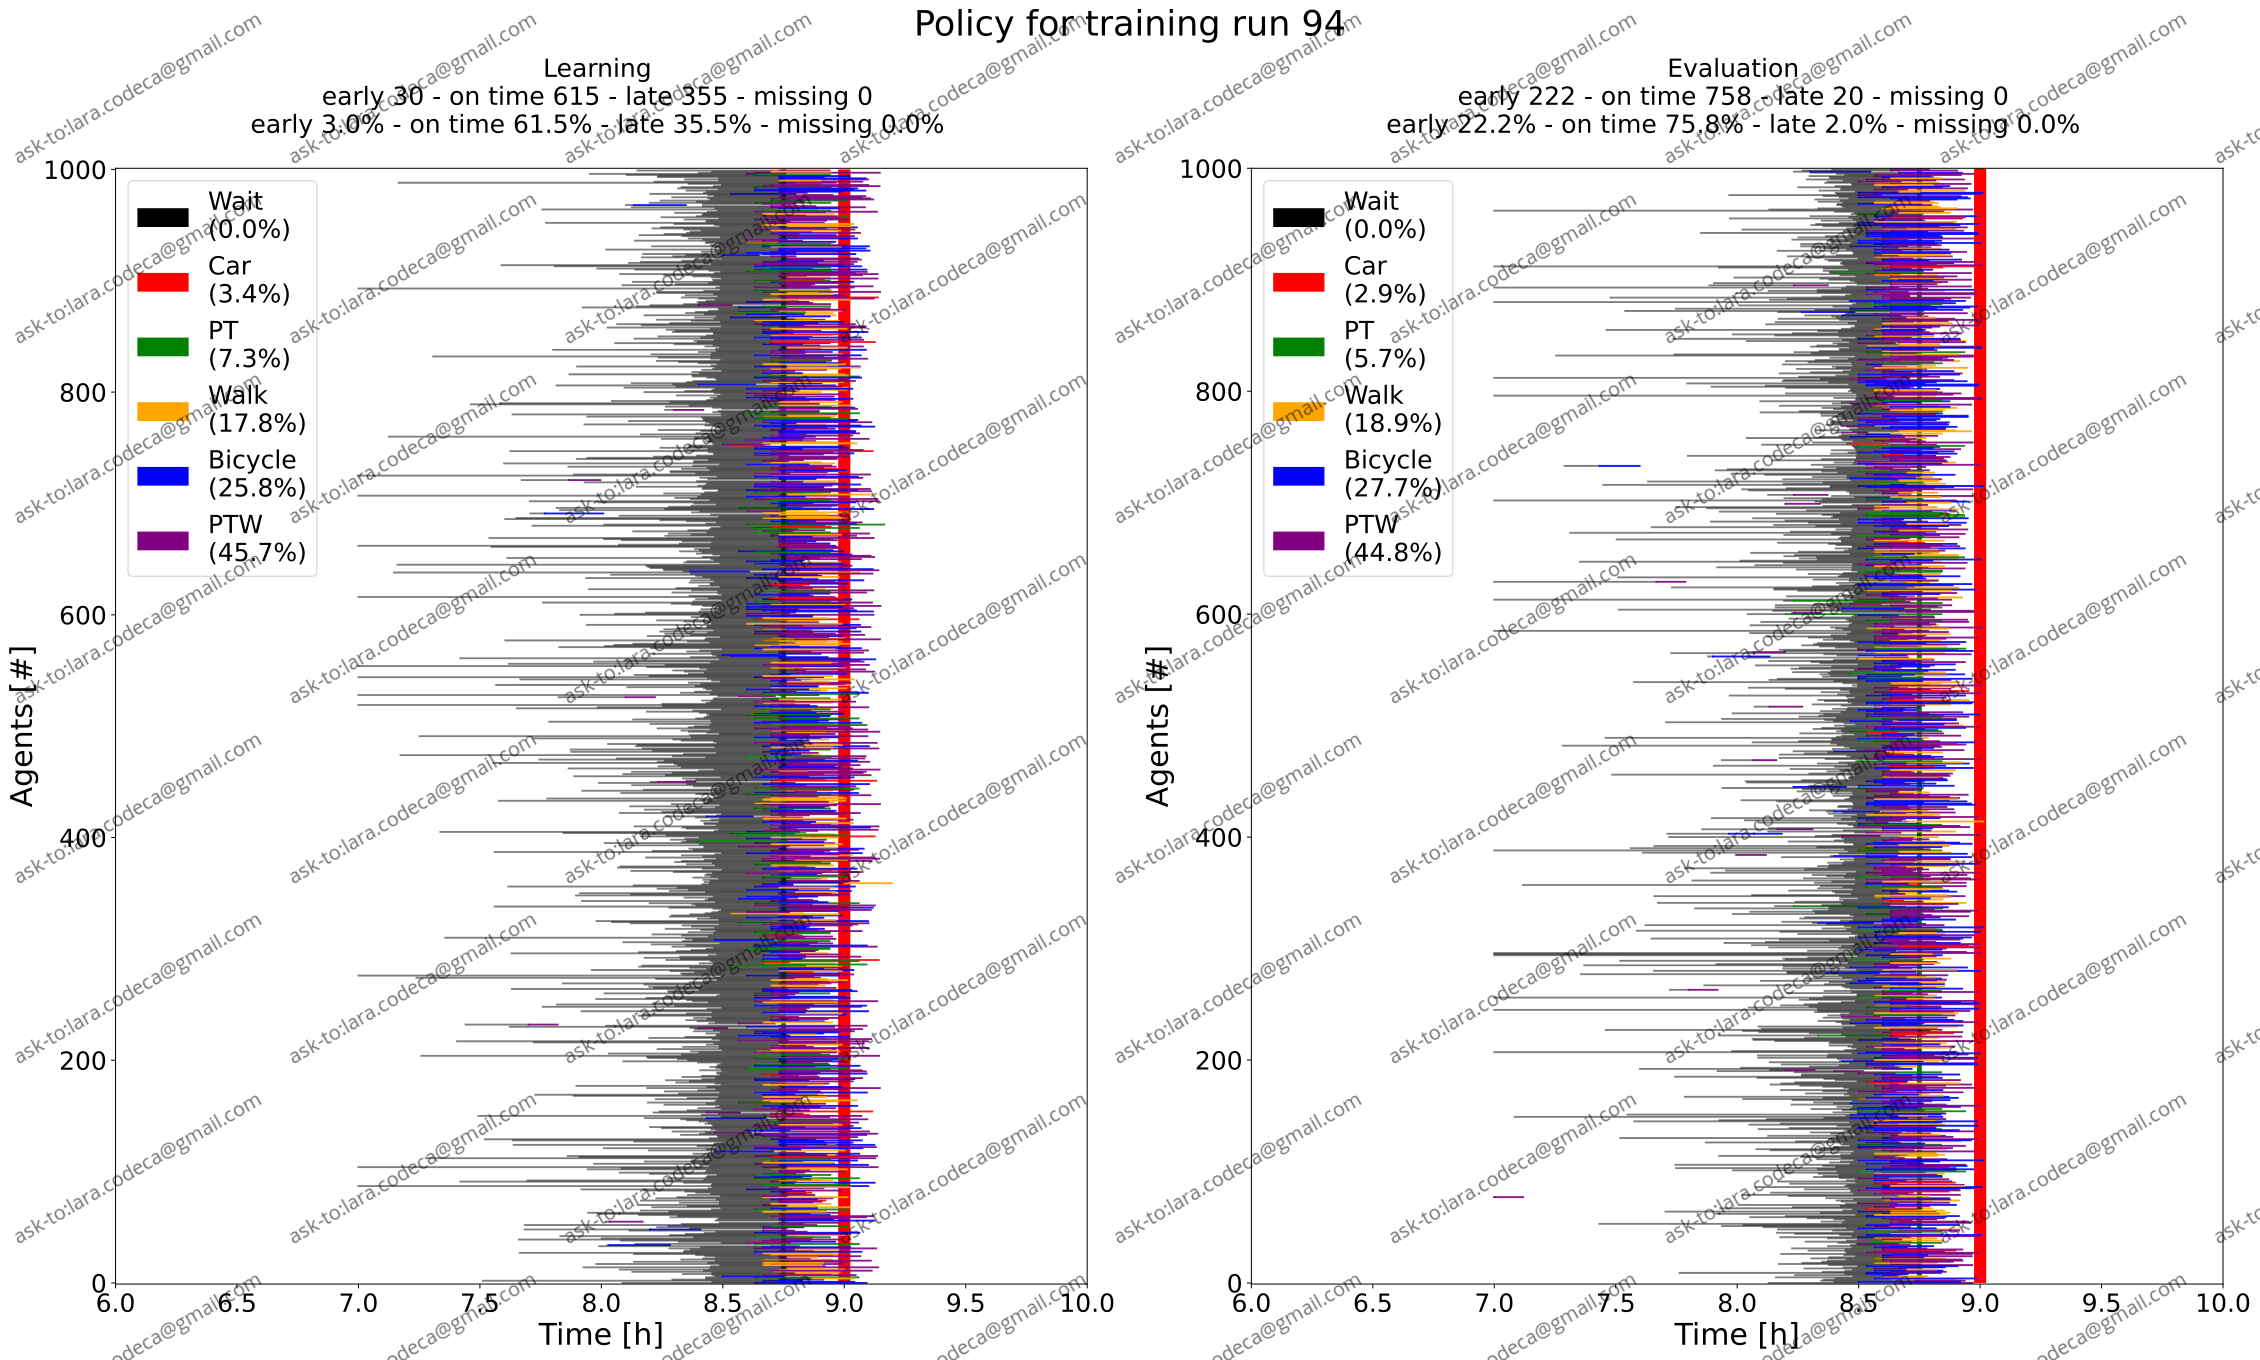 Policy for training run 94
Learning
early 30 - on time 615 - late 355 - missing 0
early 3.0% - on time 61.5% - late 35.5% - missing 0.0%
1000
800
600
400
200
0
Agents [#]
Wait
(0.0%)
Car
(3.4%)
PT
(7.3%)
Walk
(17.8%)
Bicycle
(25.8%)
PTW
(45.7%)
6.0 6.5 7.0 7.5 8.0 8.5 9.0 9.5 10.0
Time [h]
Evaluation
early 222 - on time 758 - late 20 - missing 0
early 22.2% - on time 75.8% - late 2.0% - missing 0.0%
1000
800
600
400
200
0
Agents [#]
Wait
(0.0%)
Car
(2.9%)
PT
(5.7%)
Walk
(18.9%)
Bicycle
(27.7%)
PTW
(44.8%)
6.0 6.5 7.0 7.5 8.0 8.5 9.0 9.5 10.0
Time [h]
ask-to:lara.codeca@gmail.com